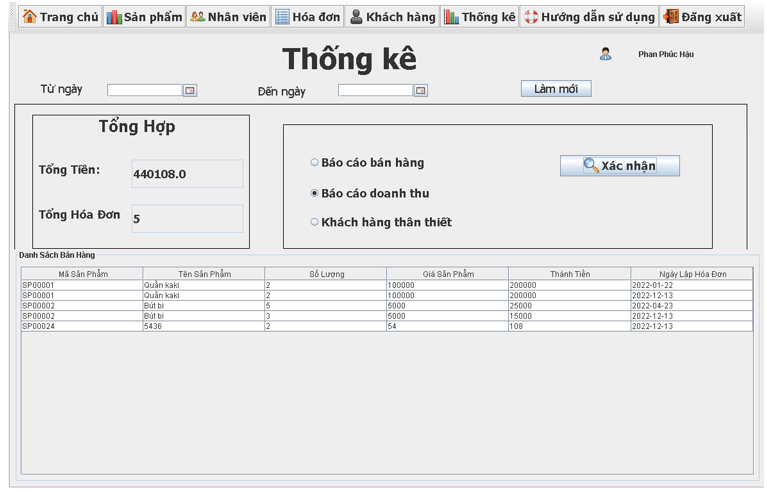 Trang chủ Sản phẩm Nhân viên Hóa đơn Khách hàng Thống kê Hướng dẫn sử dụng Đăng xuất
Thống kê
Phan Phúc Hậu
Từ ngày Đến ngày Làm mới
Tổng Hợp
Tổng Tiền: 440108.0
Tổng Hóa Đơn 5
Báo cáo bán hàng
Báo cáo doanh thu
Khách hàng thân thiết
Xác nhận
Danh Sách Bán Hàng
Mã Sản Phẩm Tên Sản Phẩm Số Lượng Giá Sản Phẩm Thành Tiền Ngày Lập Hóa Đơn
SP00001 Quần kaki 2 100000 200000 2022-01-22
SP00001 Quần kaki 2 100000 200000 2022-12-13
SP00002 Bút bi 5 5000 25000 2022-04-23
SP00002 Bút bi 3 5000 15000 2022-12-13
SP00024 5436 2 54 108 2022-12-13